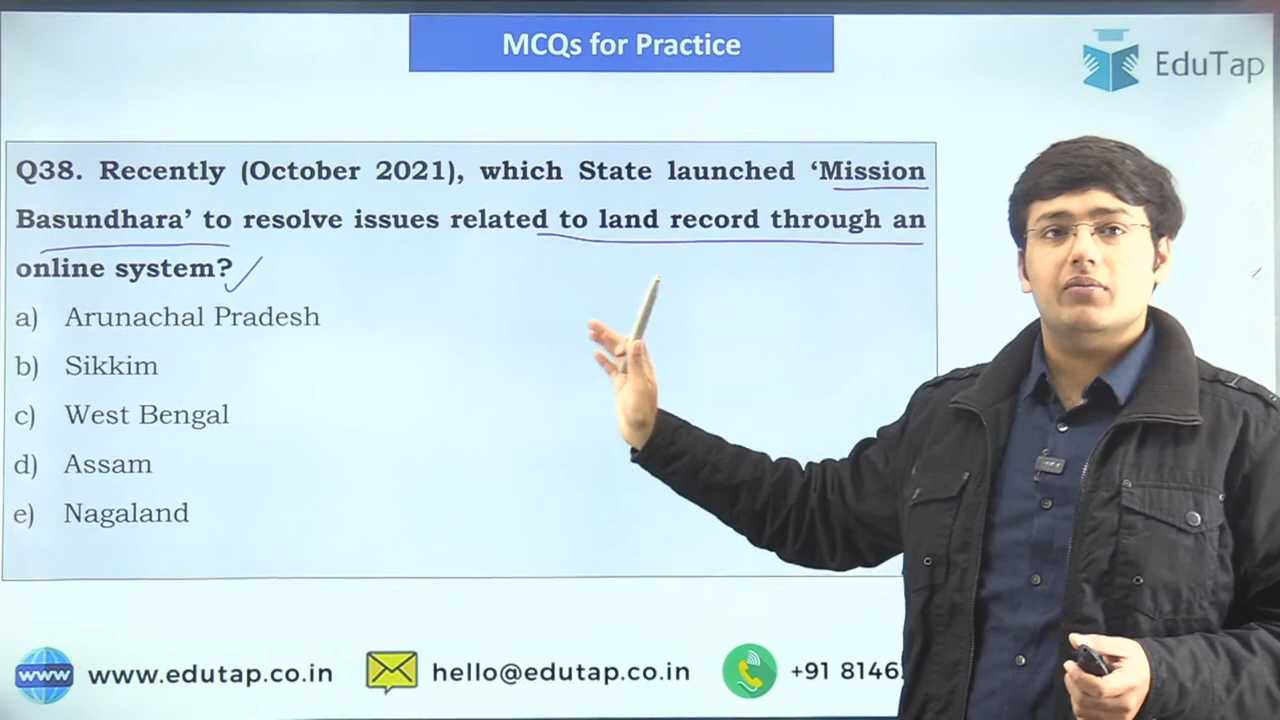 MCQs for Practice
EduTap
Q38. Recently (October 2021), which State launched ‘Mission
Basundhara’ to resolve issues related to land record through an
online system?
a) Arunachal Pradesh
b) Sikkim
c) West Bengal
d) Assam
e) Nagaland
www
www.edutap.co.in
hello@edutap.co.in
+91 8146